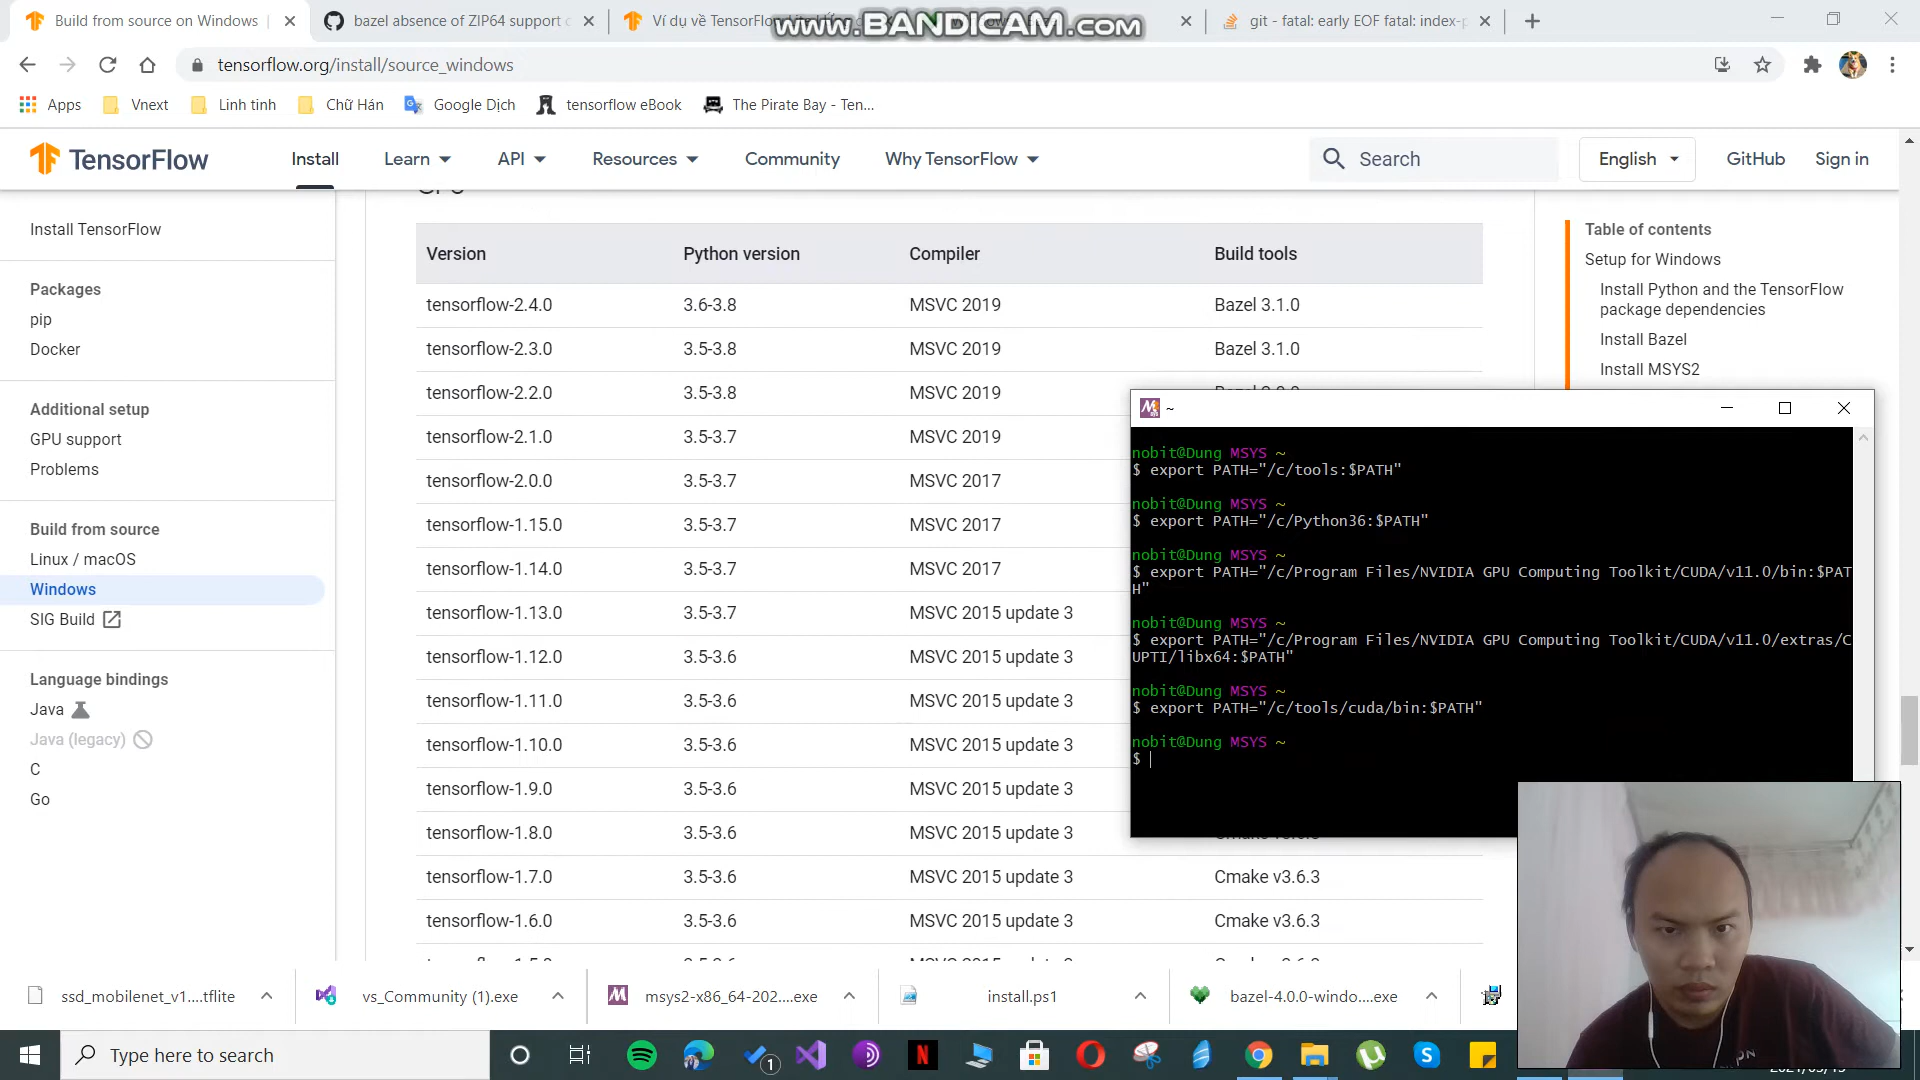 Build from source on Windows
bazel absence of ZIP64 support
Ví dụ về TensorFlow
www.BANDICAM.com
git - fatal: early EOF fatal: index-p
tensorflow.org/install/source_windows
Apps
Vnext
Linh tinh
Chữ Hán
Google Dịch
tensorflow eBook
The Pirate Bay - Ten...
TensorFlow
Install
Learn
API
Resources
Community
Why TensorFlow
Search
English
GitHub
Sign in
Install TensorFlow
Packages
pip
Docker
Additional setup
GPU support
Problems
Build from source
Linux / macOS
Windows
SIG Build
Language bindings
Java
Java (legacy)
C
Go
Version Python version Compiler Build tools
tensorflow-2.4.0 3.6-3.8 MSVC 2019 Bazel 3.1.0
tensorflow-2.3.0 3.5-3.8 MSVC 2019 Bazel 3.1.0
tensorflow-2.2.0 3.5-3.8 MSVC 2019
tensorflow-2.1.0 3.5-3.7 MSVC 2019
tensorflow-2.0.0 3.5-3.7 MSVC 2017
tensorflow-1.15.0 3.5-3.7 MSVC 2017
tensorflow-1.14.0 3.5-3.7 MSVC 2017
tensorflow-1.13.0 3.5-3.7 MSVC 2015 update 3
tensorflow-1.12.0 3.5-3.6 MSVC 2015 update 3
tensorflow-1.11.0 3.5-3.6 MSVC 2015 update 3
tensorflow-1.10.0 3.5-3.6 MSVC 2015 update 3
tensorflow-1.9.0 3.5-3.6 MSVC 2015 update 3
tensorflow-1.8.0 3.5-3.6 MSVC 2015 update 3
tensorflow-1.7.0 3.5-3.6 MSVC 2015 update 3 Cmake v3.6.3
tensorflow-1.6.0 3.5-3.6 MSVC 2015 update 3 Cmake v3.6.3
Table of contents
Setup for Windows
Install Python and the TensorFlow
package dependencies
Install Bazel
Install MSYS2
~
nobit@Dung MSYS ~
$ export PATH="/c/tools:$PATH"
nobit@Dung MSYS ~
$ export PATH="/c/Python36:$PATH"
nobit@Dung MSYS ~
$ export PATH="/c/Program Files/NVIDIA GPU Computing Toolkit/CUDA/v11.0/bin:$PAT
H"
nobit@Dung MSYS ~
$ export PATH="/c/Program Files/NVIDIA GPU Computing Toolkit/CUDA/v11.0/extras/C
UPTI/libx64:$PATH"
nobit@Dung MSYS ~
$ export PATH="/c/tools/cuda/bin:$PATH"
nobit@Dung MSYS ~
$
ssd_mobilenet_v1....tflite
vs_Community (1).exe
msys2-x86_64-202....exe
install.ps1
bazel-4.0.0-windo....exe
Type here to search
1